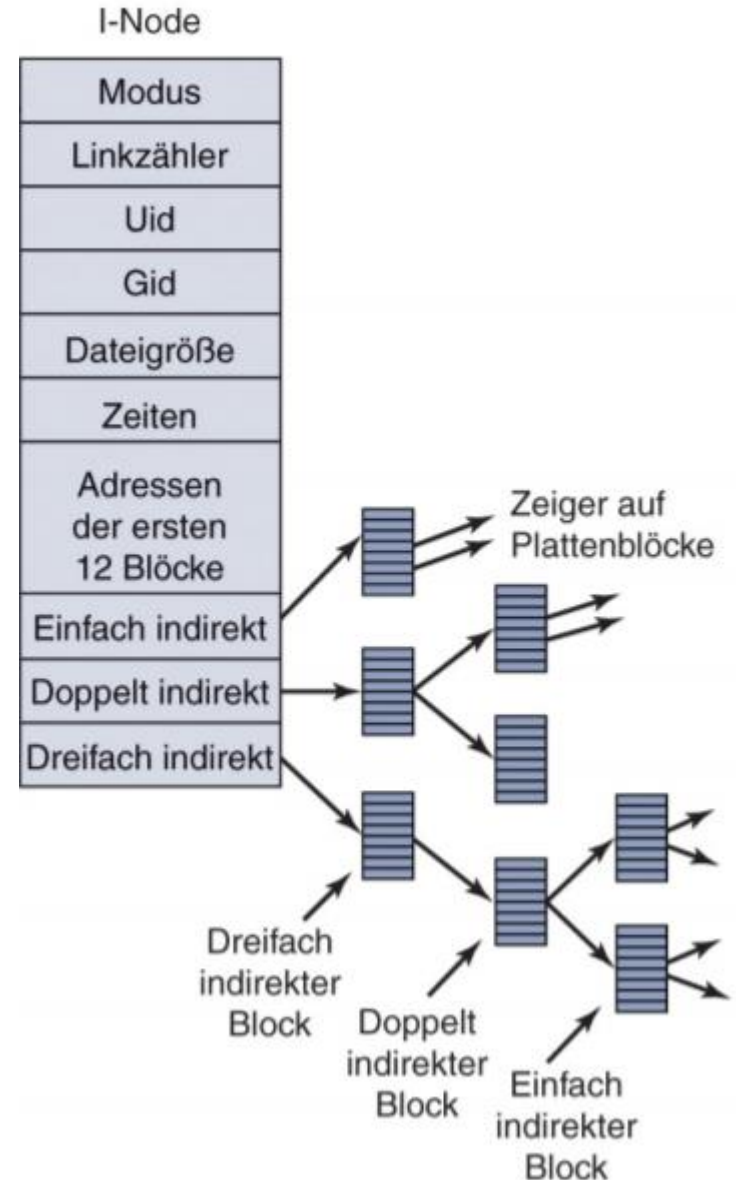 I-Node
Modus
Linkzähler
Uid
Gid
Dateigröße
Zeiten
Adressen
der ersten
12 Blöcke
Einfach indirekt
Doppelt indirekt
Dreifach indirekt
Zeiger auf
Plattenblöcke
Dreifach
indirekter
Block
Doppelt
indirekter
Block
Einfach
indirekter
Block